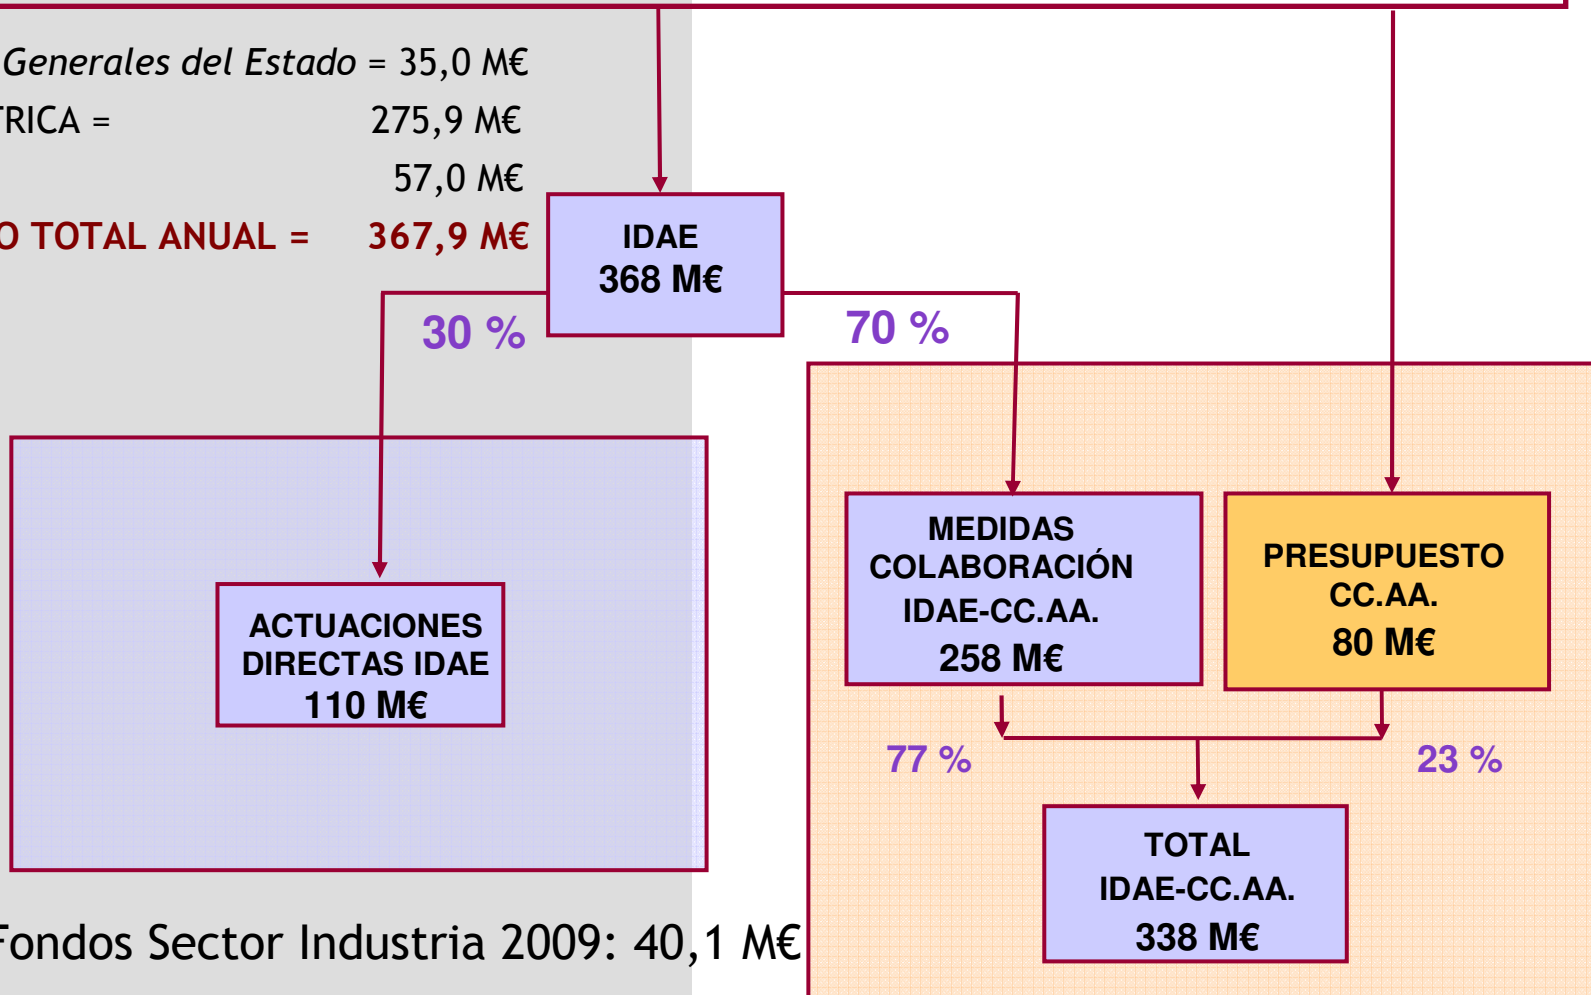 Generales del Estado = 35,0 M€
TRICA = 275,9 M€
57,0 M€
O TOTAL ANUAL = 367,9 M€
IDAE
368 M€
30 %
70 %
ACTUACIONES
DIRECTAS IDAE
110 M€
MEDIDAS
COLABORACIÓN
IDAE-CC.AA.
258 M€
PRESUPUESTO
CC.AA.
80 M€
77 %
23 %
TOTAL
IDAE-CC.AA.
338 M€
Fondos Sector Industria 2009: 40,1 M€